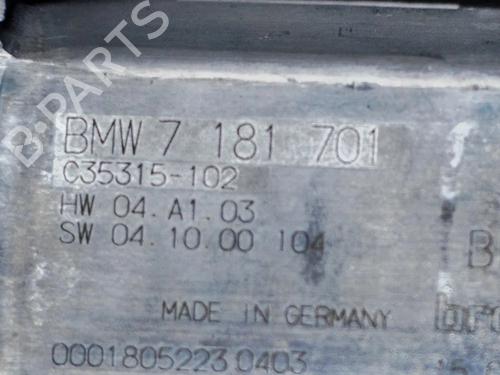 B-PARTS
BMW 7 181 701
C35315-102
HW 04.A1.03
SW 04.10.00 104
B
MADE IN GERMANY
00018052230403